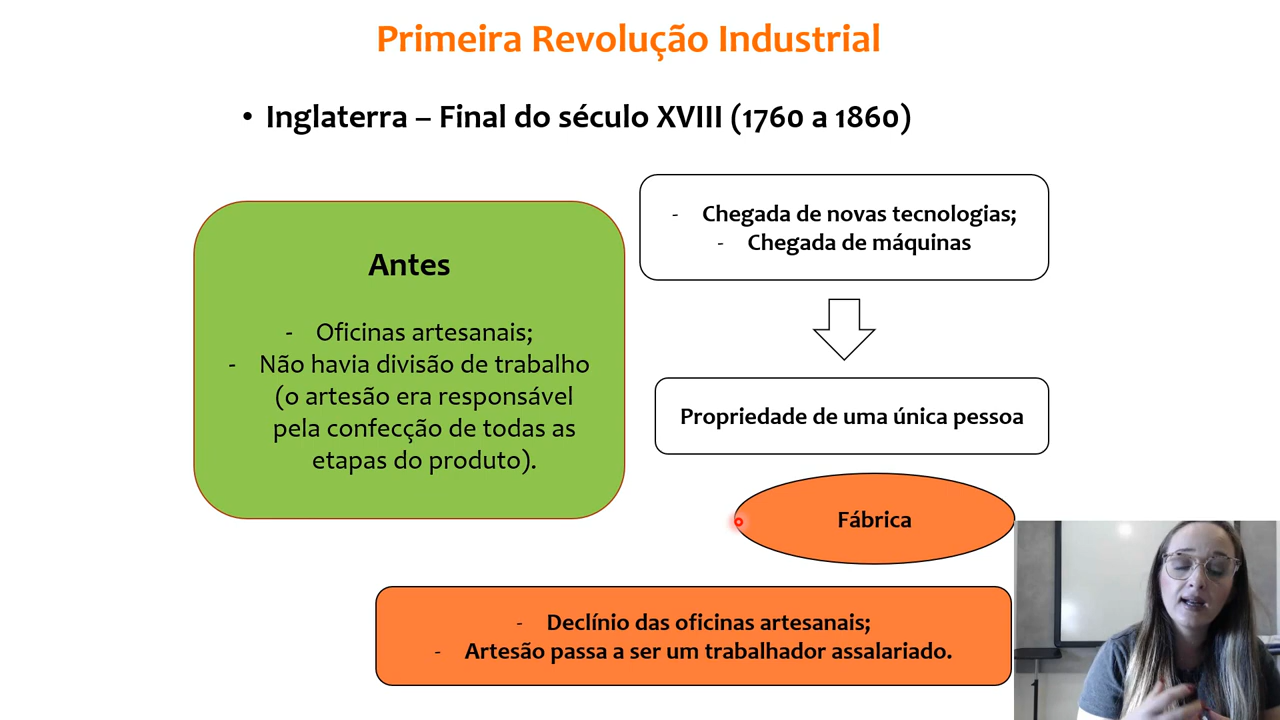 Primeira Revolução Industrial
• Inglaterra – Final do século XVIII (1760 a 1860)
Antes
- Oficinas artesanais;
- Não havia divisão de trabalho
(o artesão era responsável
pela confecção de todas as
etapas do produto).
- Chegada de novas tecnologias;
- Chegada de máquinas
Propriedade de uma única pessoa
Fábrica
- Declínio das oficinas artesanais;
- Artesão passa a ser um trabalhador assalariado.